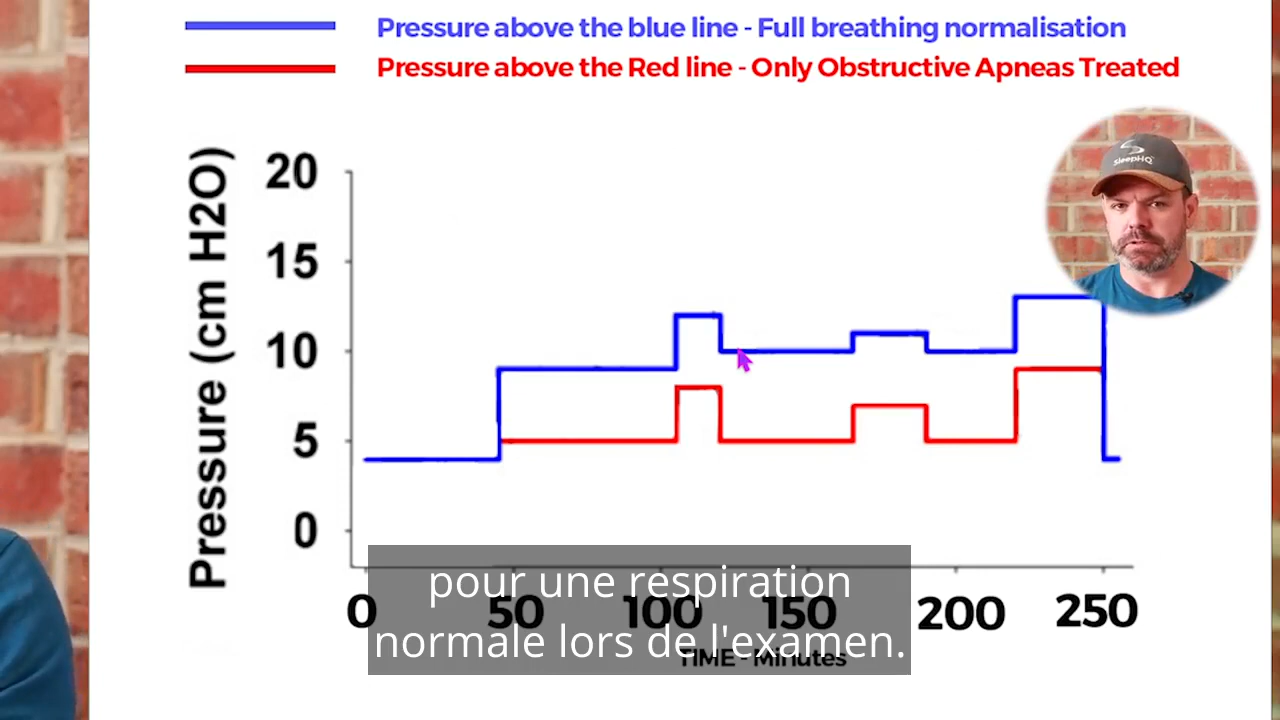 Pressure above the blue line - Full breathing normalisation
Pressure above the Red line - Only Obstructive Apneas Treated
SleepHQ
Pressure (cm H2O)
20
15
10
5
0
0 50 100 150 200 250
TIME - Minutes
pour une respiration
normale lors de l'examen.